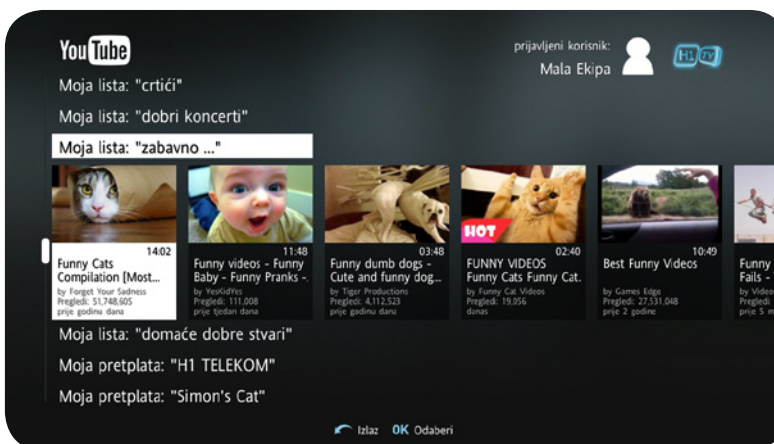 YouTube
prijavljeni korisnik:
Mala Ekipa
H1 TV
Moja lista: "crtići"
Moja lista: "dobri koncerti"
Moja lista: "zabavno ..."
14:02
Funny Cats
Compilation [Most...
by Forget Your Sadness
Pregledi: 51,748,605
prije godinu dana
11:48
Funny videos - Funny
Baby - Funny Pranks -.
by YesKidYes
Pregledi: 111,008
prije tjedan dana
03:48
Funny dumb dogs -
Cute and funny dog...
by Tiger Productions
Pregledi: 4,112,523
prije godinu dana
HOT
02:40
FUNNY VIDEOS
Funny Cats Funny Cat.
by Funny Cat Videos
Pregledi: 19,056
danas
10:49
Best Funny Videos
by Games Edge
Pregledi: 27,531,048
prije 2 godine
Funny
Fails -
by Video
Pregledi
prije 5 m
Moja lista: "domaće dobre stvari"
Moja pretplata: "H1 TELEKOM"
Moja pretplata: "Simon's Cat"
Izlaz OK Odaberi